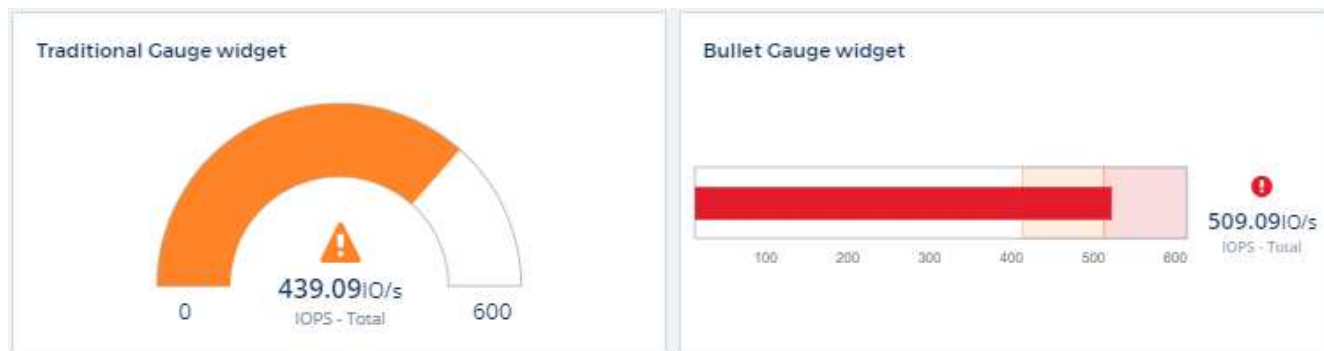 Traditional Gauge widget
439.09IO/s
0
600
IOPS - Total
Bullet Gauge widget
509.09IO/s
IOPS - Total
100 200 300 400 500 600